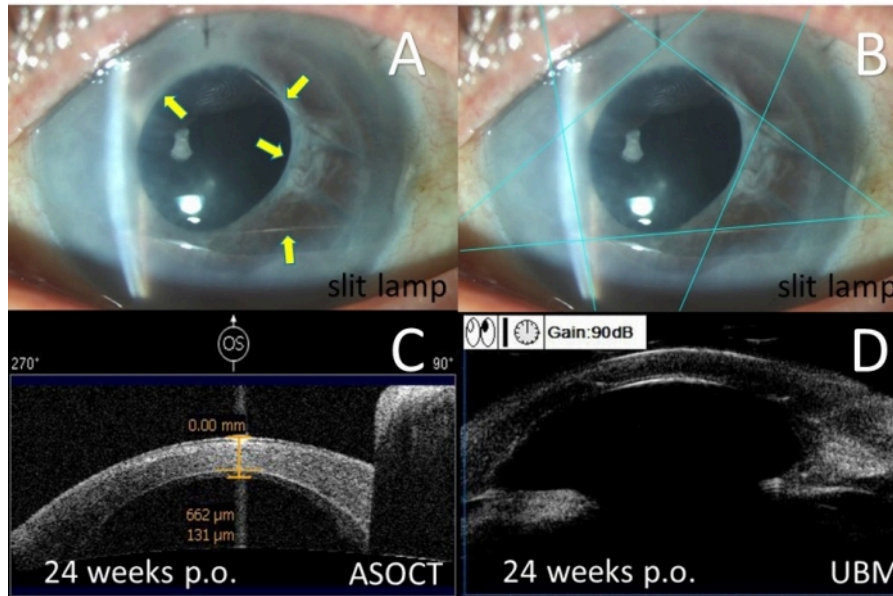 A
slit lamp
B
slit lamp
OS
270°
90°
C
0.00 mm
662 µm
131 µm
24 weeks p.o.
ASOCT
Gain:90dB
D
24 weeks p.o.
UBM